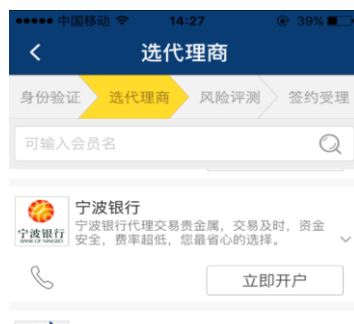 中国移动 14:27 39%
选代理商
身份验证 选代理商 风险评测 签约受理
可输入会员名
宁波银行
宁波银行
BANK OF NINGBO
宁波银行代理交易贵金属，交易及时，资金
安全，费率超低，您最省心的选择。
立即开户